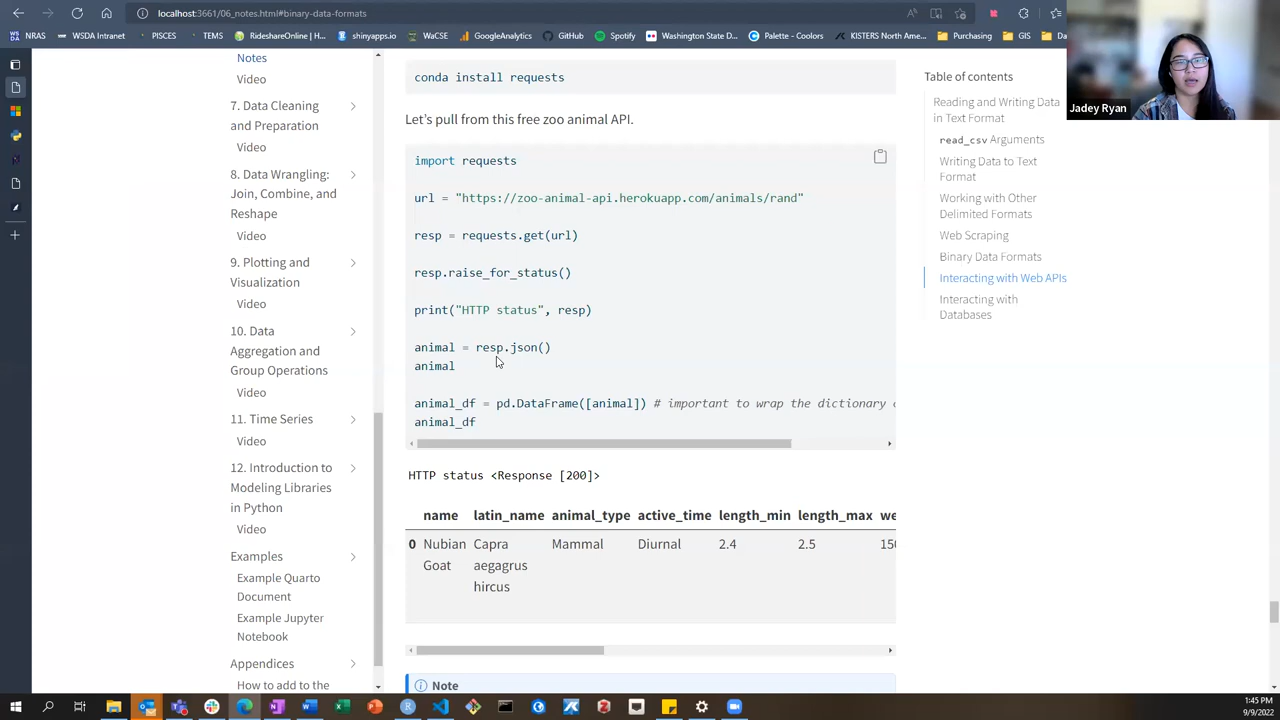 localhost:3661/06_notes.html#binary-data-formats
NRAS
WSDA Intranet
PISCES
TEMS
RideshareOnline | H...
shinyapps.io
WaCSE
GoogleAnalytics
GitHub
Spotify
Washington State D...
Palette - Coolors
KISTERS North Ame...
Purchasing
GIS
Da
Notes
Video
7. Data Cleaning
and Preparation
Video
8. Data Wrangling:
Join, Combine, and
Reshape
Video
9. Plotting and
Visualization
Video
10. Data
Aggregation and
Group Operations
Video
11. Time Series
Video
12. Introduction to
Modeling Libraries
in Python
Video
Examples
Example Quarto
Document
Example Jupyter
Notebook
Appendices
How to add to the
conda install requests
Let's pull from this free zoo animal API.
import requests
url = "https://zoo-animal-api.herokuapp.com/animals/rand"
resp = requests.get(url)
resp.raise_for_status()
print("HTTP status", resp)
animal = resp.json()
animal
animal_df = pd.DataFrame([animal]) # important to wrap the dictionary
animal_df
HTTP status <Response [200]>
name latin_name animal_type active_time length_min length_max we
0 Nubian Capra Mammal Diurnal 2.4 2.5 150
Goat aegagrus
hircus
Note
Table of contents
Reading and Writing Data
in Text Format
read_csv Arguments
Writing Data to Text
Format
Working with Other
Delimited Formats
Web Scraping
Binary Data Formats
Interacting with Web APIs
Interacting with
Databases
Jadey Ryan
1:45 PM
9/9/2022